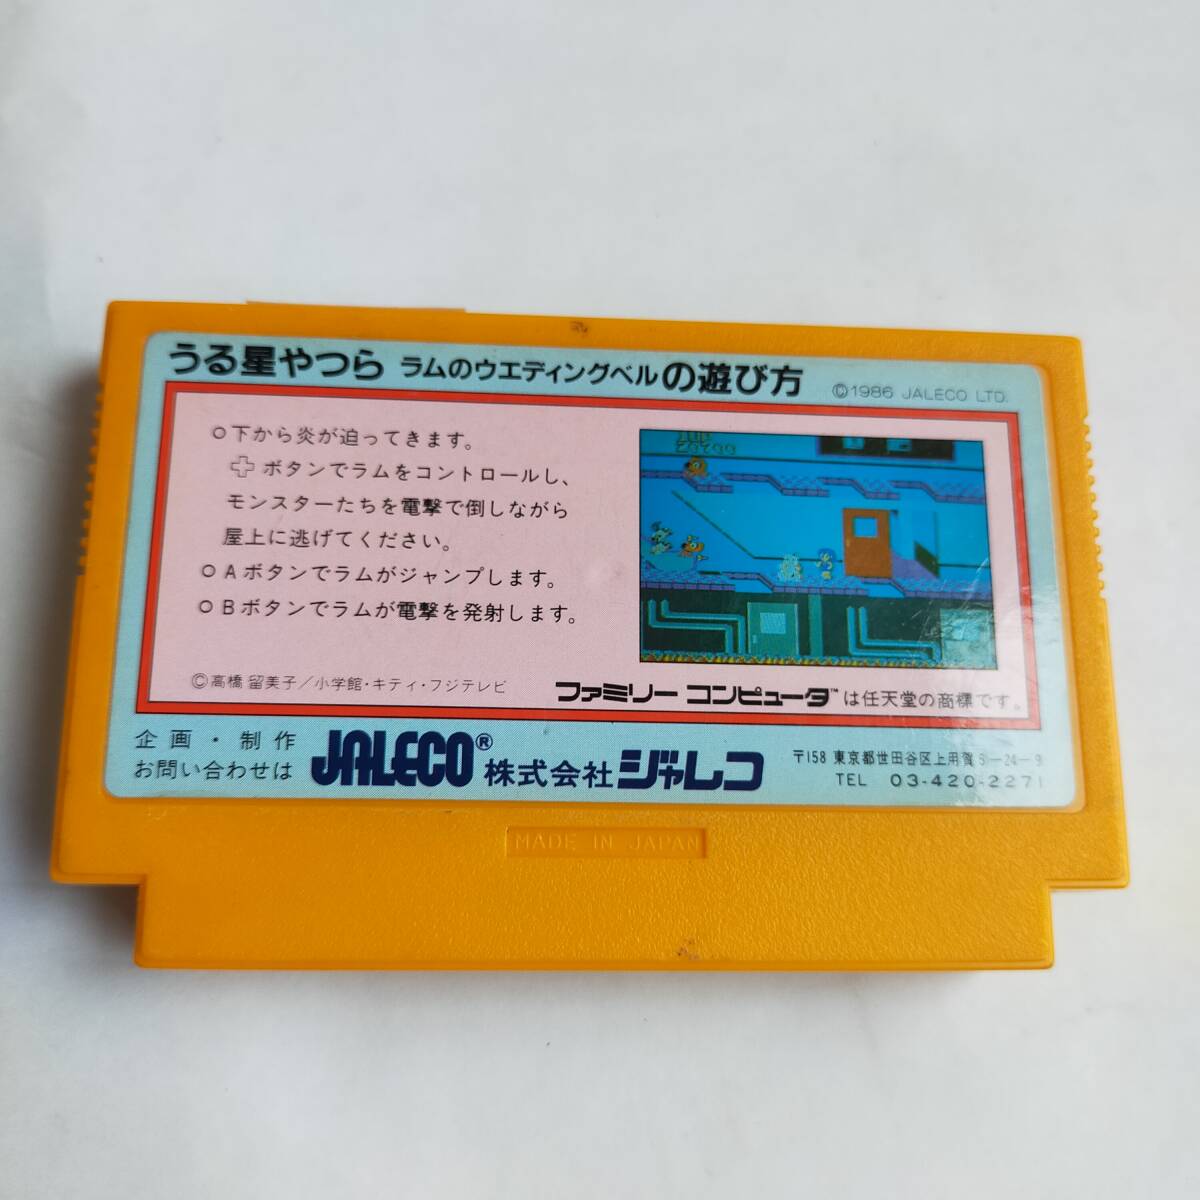 うる星やつら ラムのウエディングベルの遊び方 ©1986 JALECO LTD.
○下から炎が迫ってきます。
✚ボタンでラムをコントロールし、
モンスターたちを電撃で倒しながら
屋上に逃げてください。
○Aボタンでラムがジャンプします。
○Bボタンでラムが電撃を発射します。
©高橋留美子/小学館・キティ・フジテレビ
ファミリーコンピュータ™は任天堂の商標です。
企画・制作
お問い合わせは JALECO® 株式会社ジャレコ
〒158 東京都世田谷区上用賀5-24-9
TEL 03-420-2271
MADE IN JAPAN